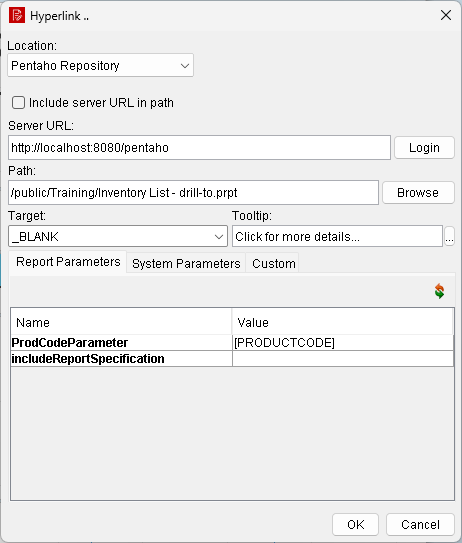 Hyperlink ..
Location:
Pentaho Repository
Include server URL in path
Server URL:
http://localhost:8080/pentaho
Login
Path:
/public/Training/Inventory List - drill-to.prpt
Browse
Target: Tooltip:
_BLANK Click for more details... ...
Report Parameters System Parameters Custom
Name Value
ProdCodeParameter [PRODUCTCODE]
includeReportSpecification
OK Cancel